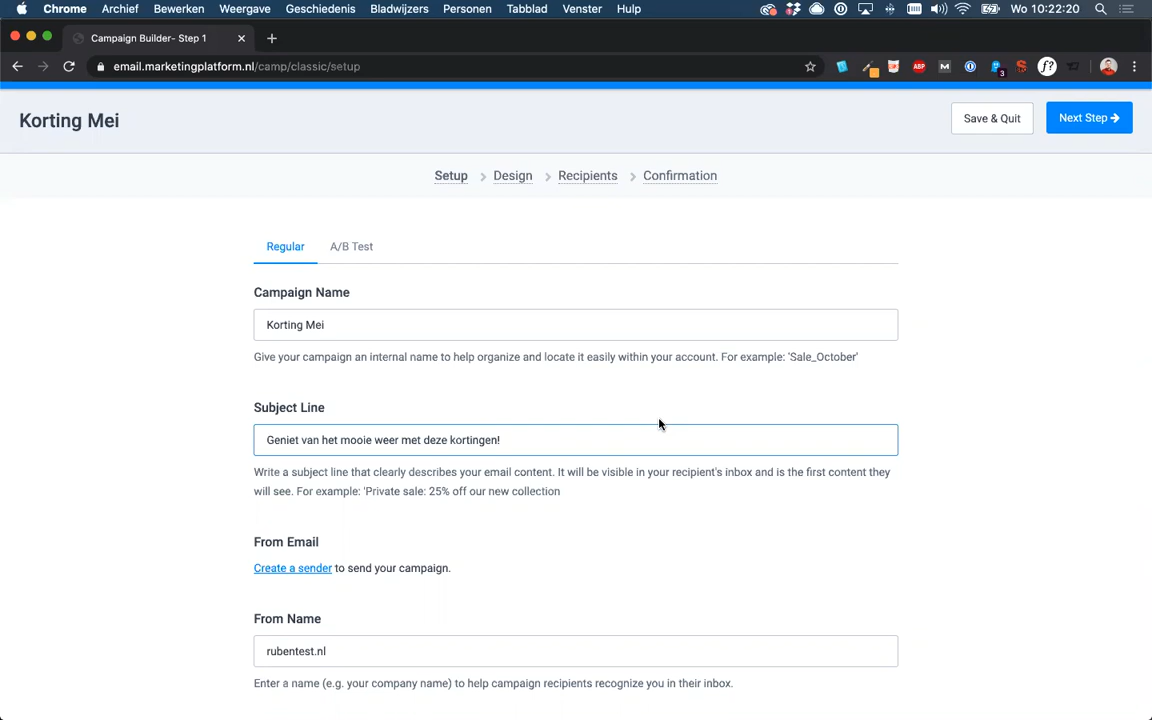 Chrome Archief Bewerken Weergave Geschiedenis Bladwijzers Personen Tabblad Venster Hulp Wo 10:22:20
Campaign Builder- Step 1
email.marketingplatform.nl/camp/classic/setup
ABP
M
3
f?
Korting Mei
Save & Quit
Next Step
Setup Design Recipients Confirmation
Regular A/B Test
Campaign Name
Korting Mei
Give your campaign an internal name to help organize and locate it easily within your account. For example: 'Sale_October'
Subject Line
Geniet van het mooie weer met deze kortingen!
Write a subject line that clearly describes your email content. It will be visible in your recipient's inbox and is the first content they
will see. For example: 'Private sale: 25% off our new collection
From Email
Create a sender to send your campaign.
From Name
rubentest.nl
Enter a name (e.g. your company name) to help campaign recipients recognize you in their inbox.